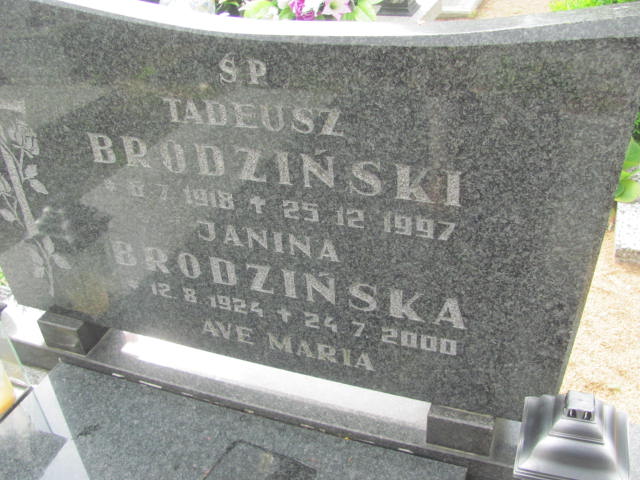 ŚP
TADEUSZ
BRODZIŃSKI
* 8.7.1918 + 25.12.1997
JANINA
BRODZIŃSKA
* 12.8.1924 + 24.7.2000
AVE MARIA